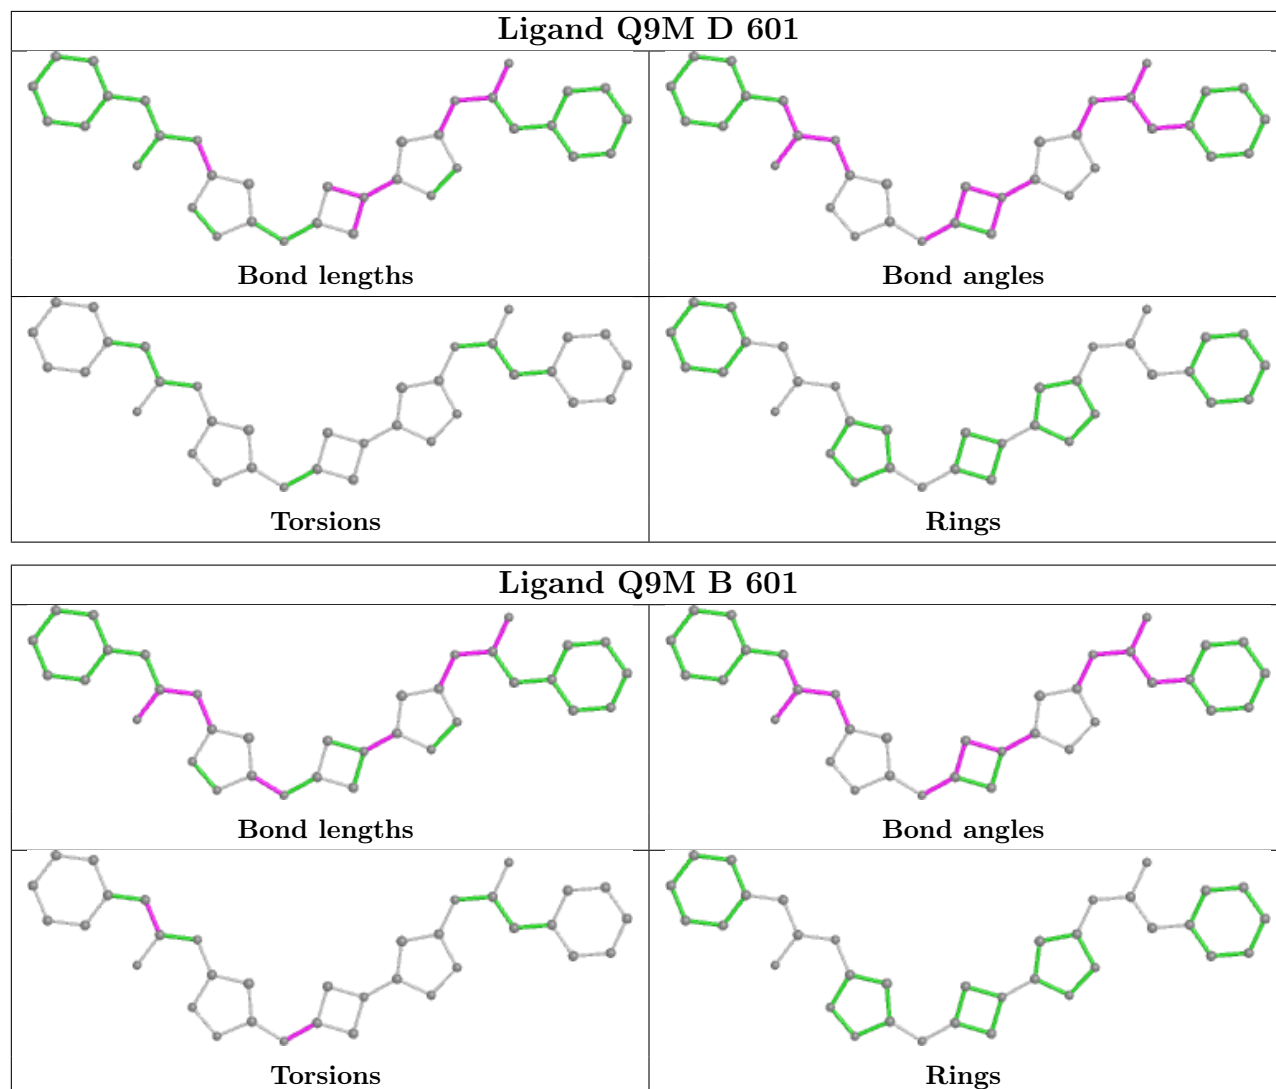 Ligand Q9M D 601
Bond lengths
Bond angles
Torsions
Rings
Ligand Q9M B 601
Bond lengths
Bond angles
Torsions
Rings